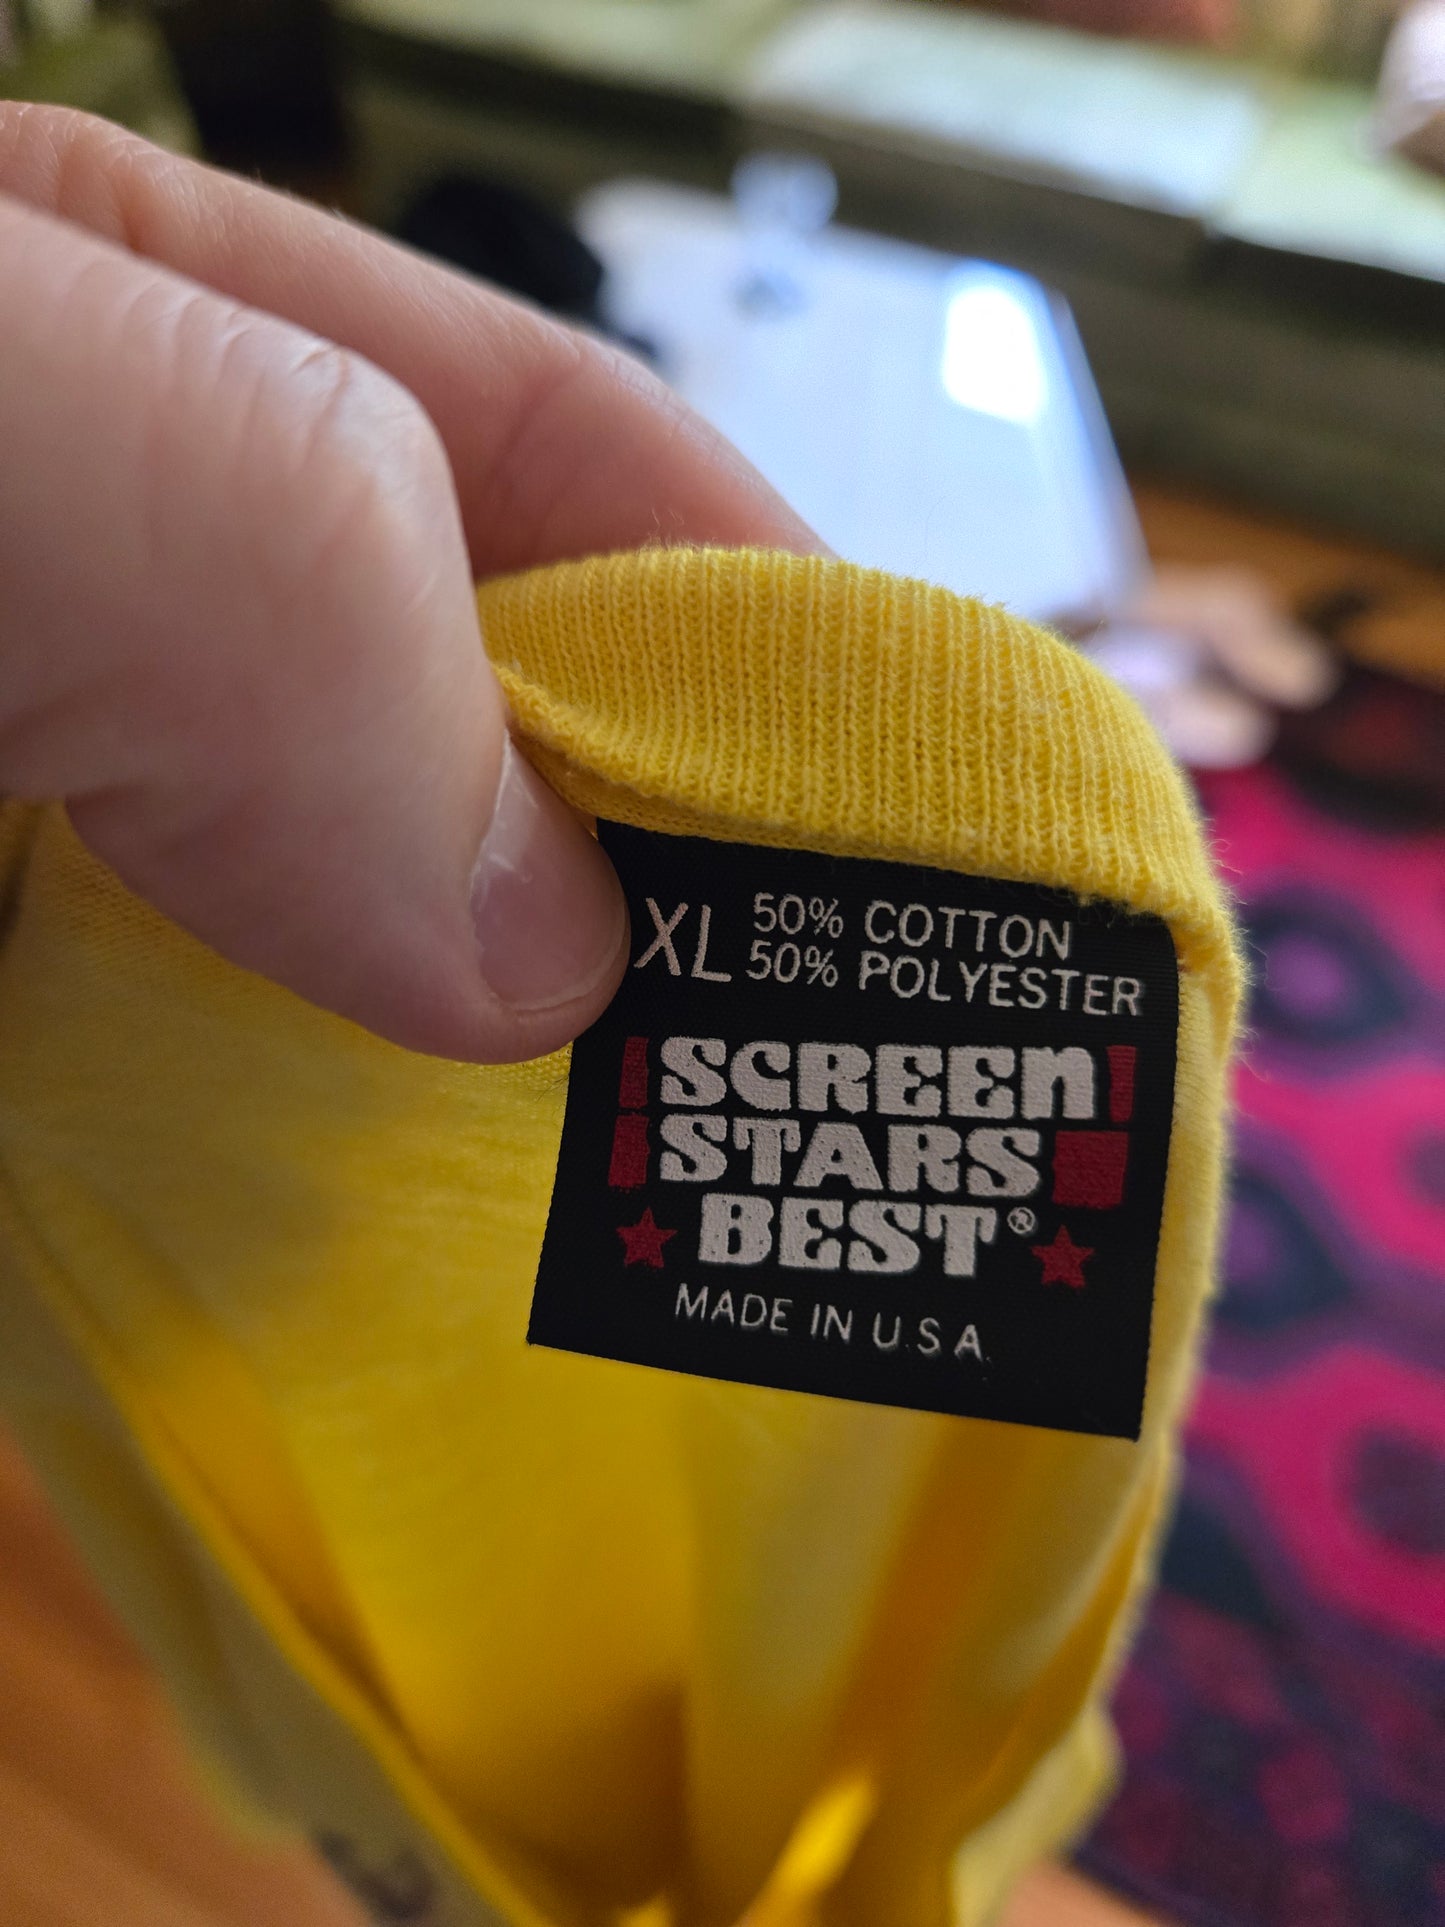 XL 50% COTTON
50% POLYESTER
SCREEN
STARS
BEST®
MADE IN U.S.A.